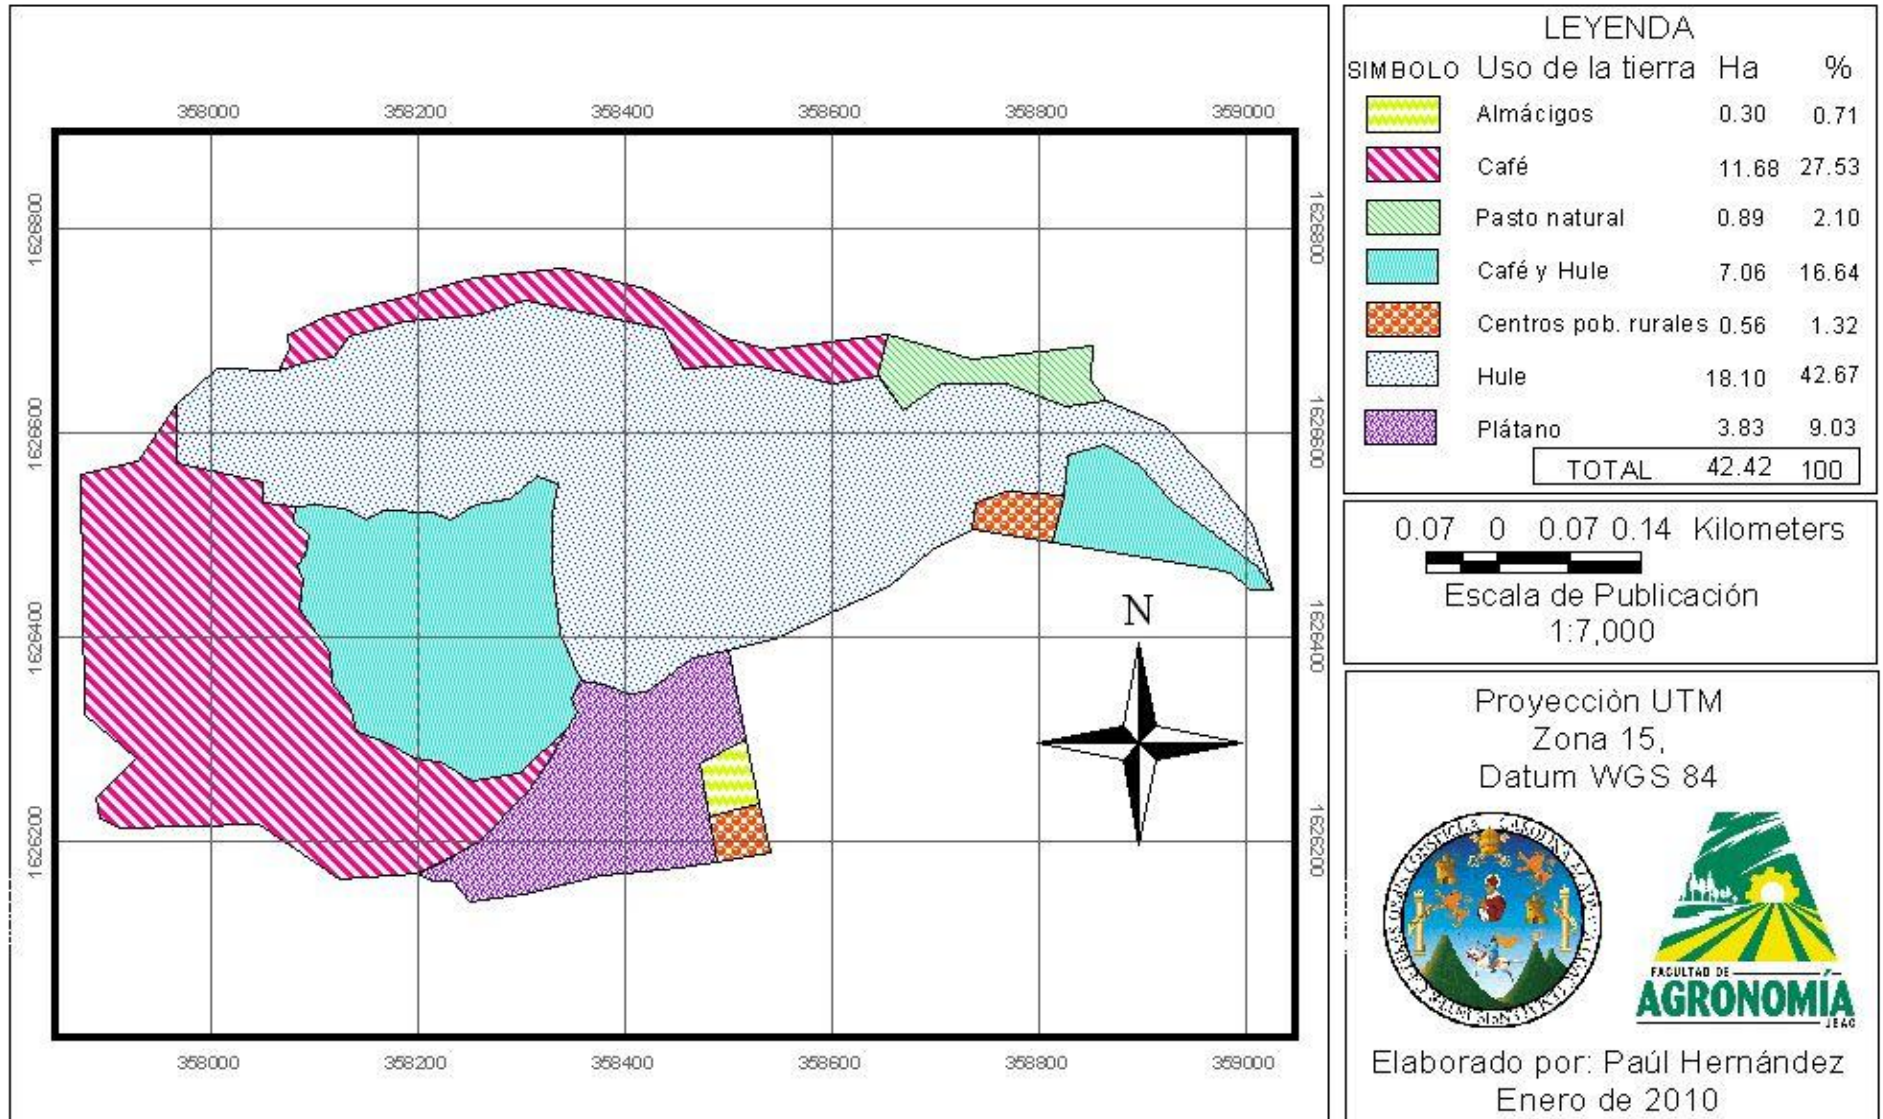 358000 358200 358400 358600 358800 359000
1626800 1626800
1626600 1626600
1626400 1626400
1626200 1626200
358000 358200 358400 358600 358800 359000
N
LEYENDA
SIMBOLO Uso de la tierra Ha %
Almácigos 0.30 0.71
Café 11.68 27.53
Pasto natural 0.89 2.10
Café y Hule 7.06 16.64
Centros pob. rurales 0.56 1.32
Hule 18.10 42.67
Plátano 3.83 9.03
TOTAL 42.42 100
0.07 0 0.07 0.14 Kilometers
Escala de Publicación
1:7,000
Proyección UTM
Zona 15,
Datum WGS 84
FACULTAD DE
AGRONOMÍA
Elaborado por: Paúl Hernández
Enero de 2010